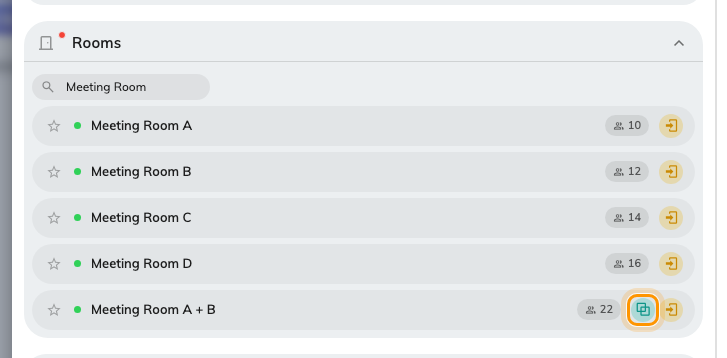 Rooms
Meeting Room
Meeting Room A 10
Meeting Room B 12
Meeting Room C 14
Meeting Room D 16
Meeting Room A + B 22